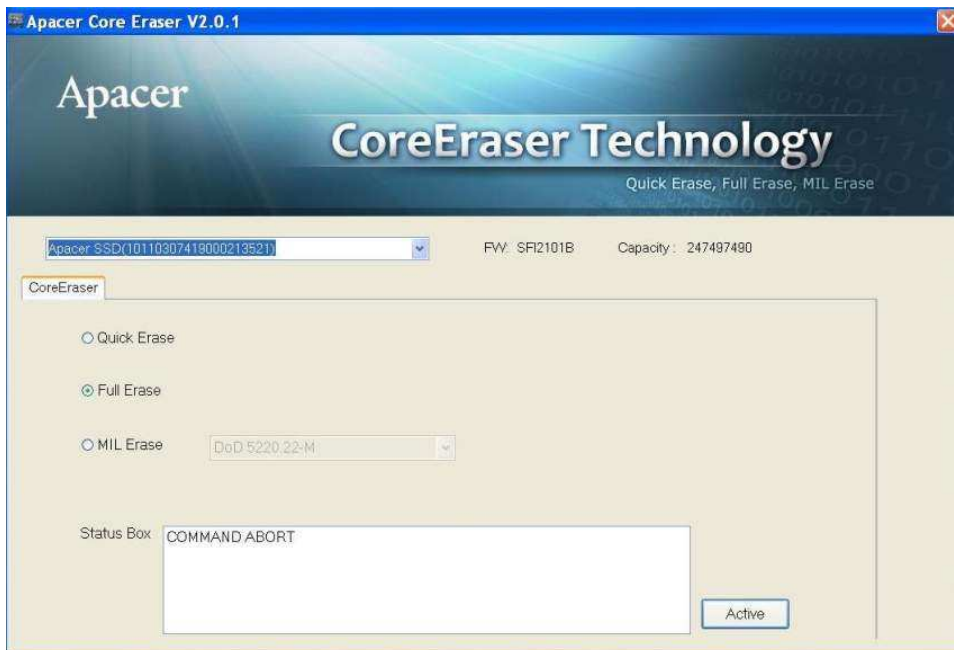 Apacer Core Eraser V2.0.1
Apacer
CoreEraser Technology
Quick Erase, Full Erase, MIL Erase
Apacer SSD(10110307419000213521) FW: SFI2101B Capacity : 247497490
CoreEraser
Quick Erase
Full Erase
MIL Erase DoD 5220.22-M
Status Box COMMAND ABORT
Active